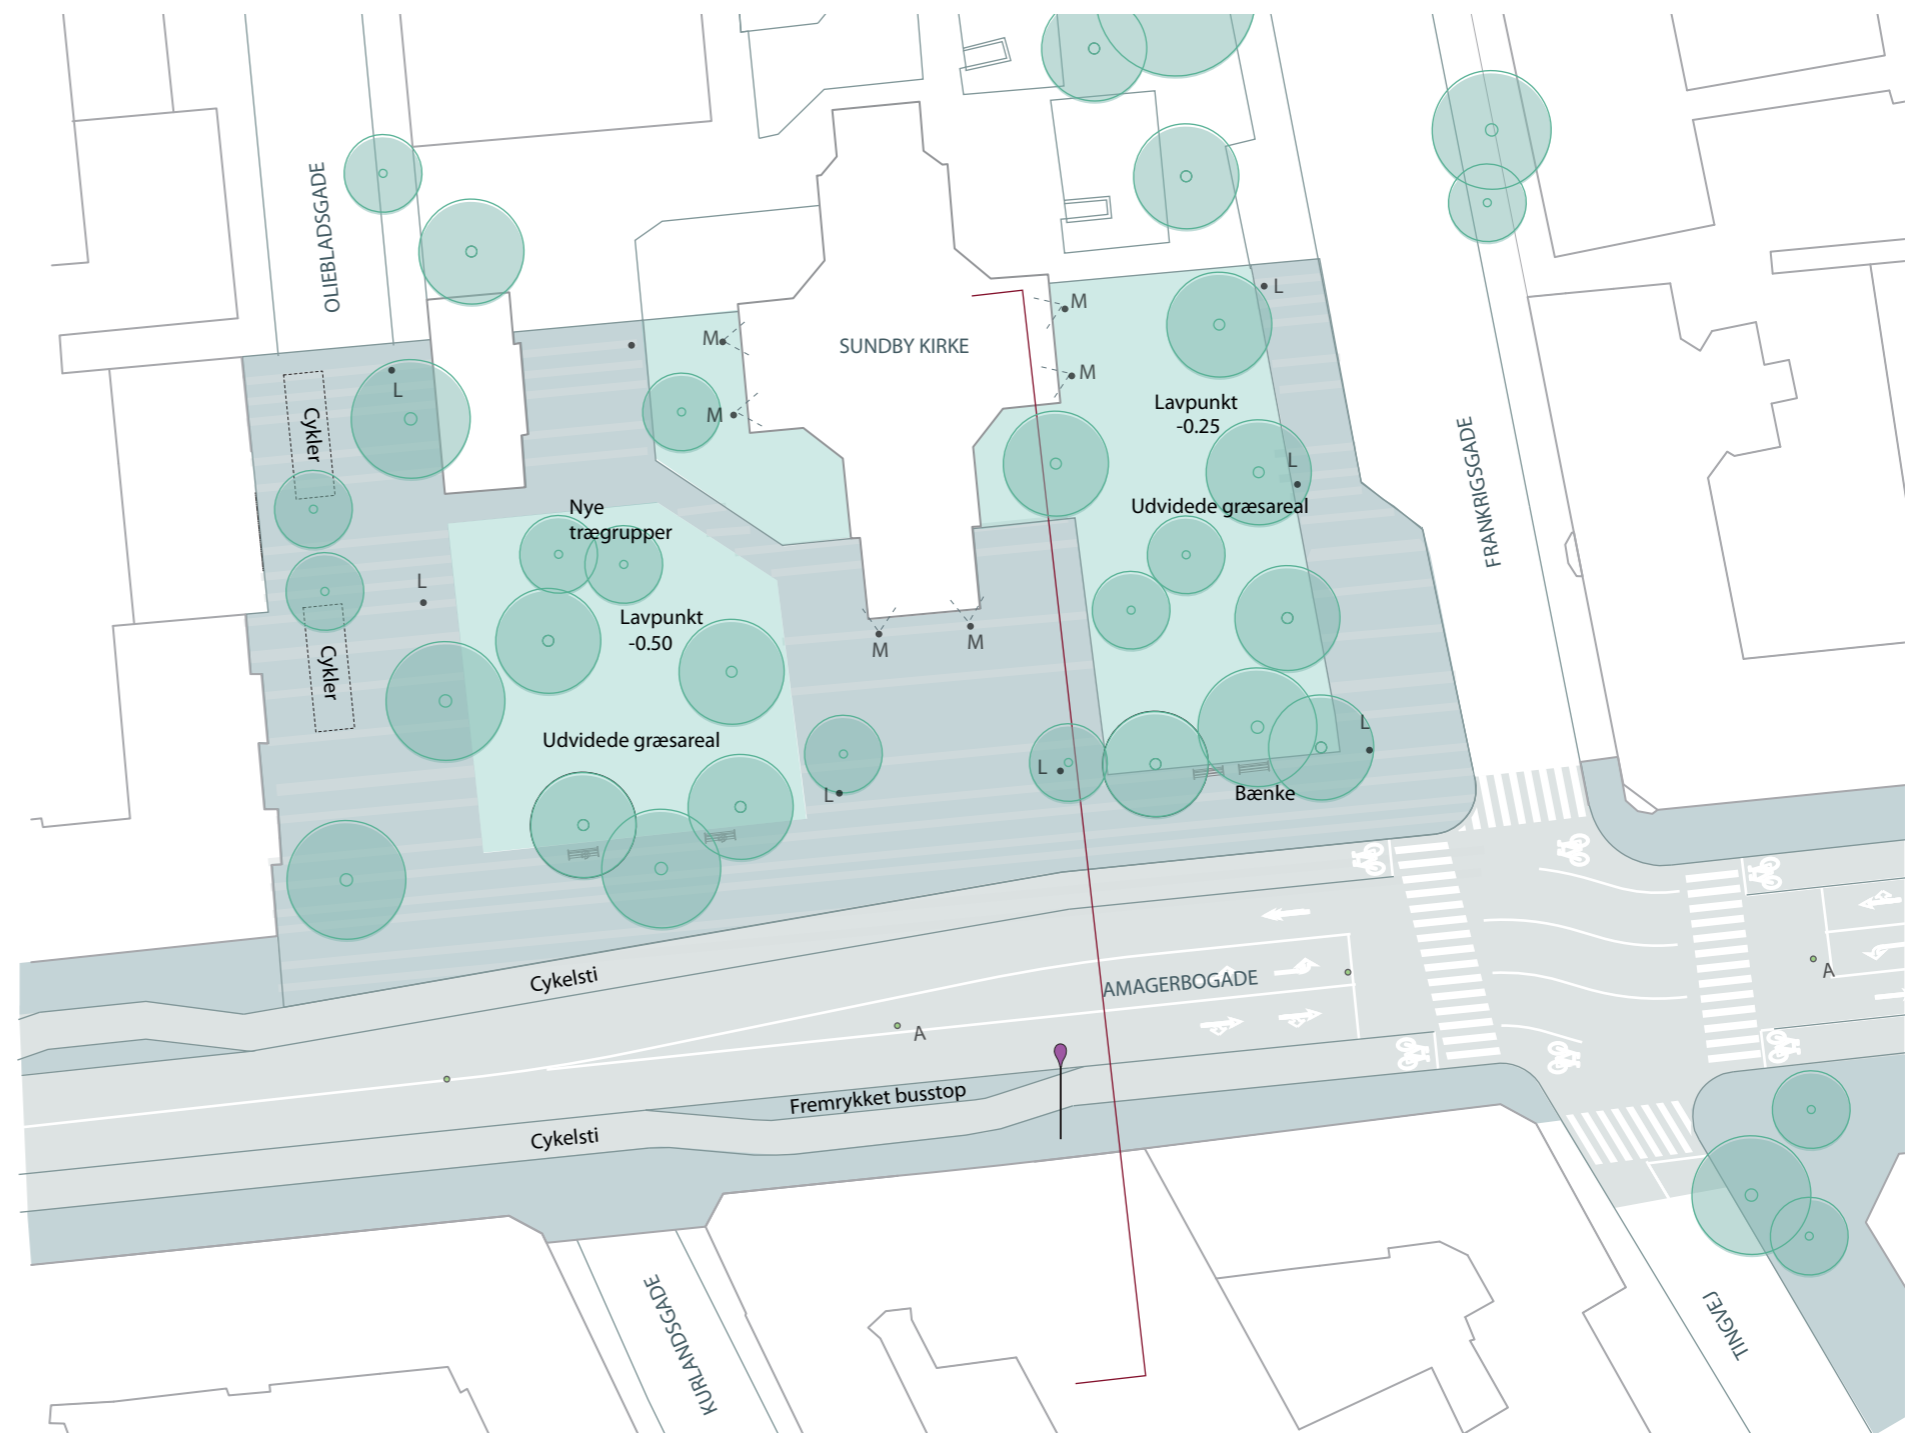 OLIEBLADSGADE
L
Cykler
M
M
SUNDBY KIRKE
M
M
L
Lavpunkt
-0.25
L
Udvidede græsareal
FRANKRIGSGADE
Nye
trægrupper
L
Lavpunkt
-0.50
Cykler
M
M
Udvidede græsareal
L
L
L
Bænke
Cykelsti
AMAGERBOGADE
A
A
Fremrykket busstop
Cykelsti
KURLANDSGADE
TINGVEJ